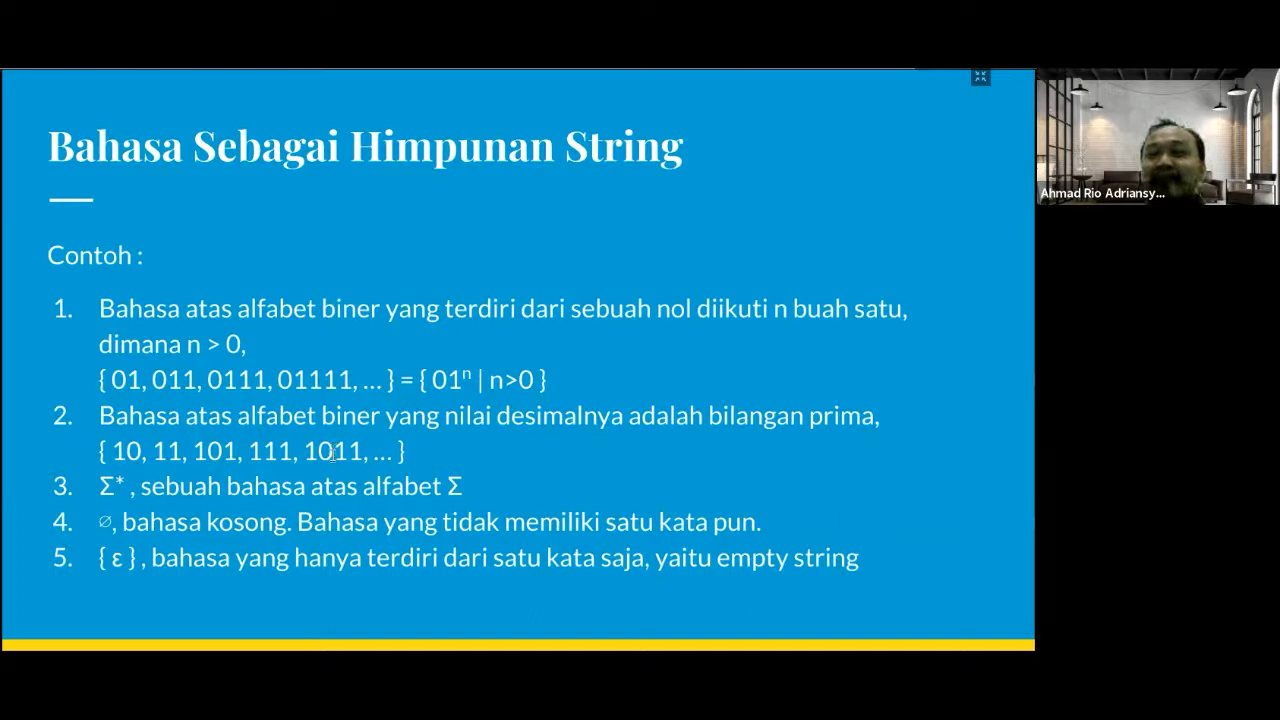 Bahasa Sebagai Himpunan String
Contoh :
1. Bahasa atas alfabet biner yang terdiri dari sebuah nol diikuti n buah satu,
dimana n > 0,
{ 01, 011, 0111, 01111, … } = { 01ⁿ | n>0 }
2. Bahasa atas alfabet biner yang nilai desimalnya adalah bilangan prima,
{ 10, 11, 101, 111, 1011, … }
3. Σ* , sebuah bahasa atas alfabet Σ
4. ∅, bahasa kosong. Bahasa yang tidak memiliki satu kata pun.
5. { ε } , bahasa yang hanya terdiri dari satu kata saja, yaitu empty string
Ahmad Rio Adriansy...